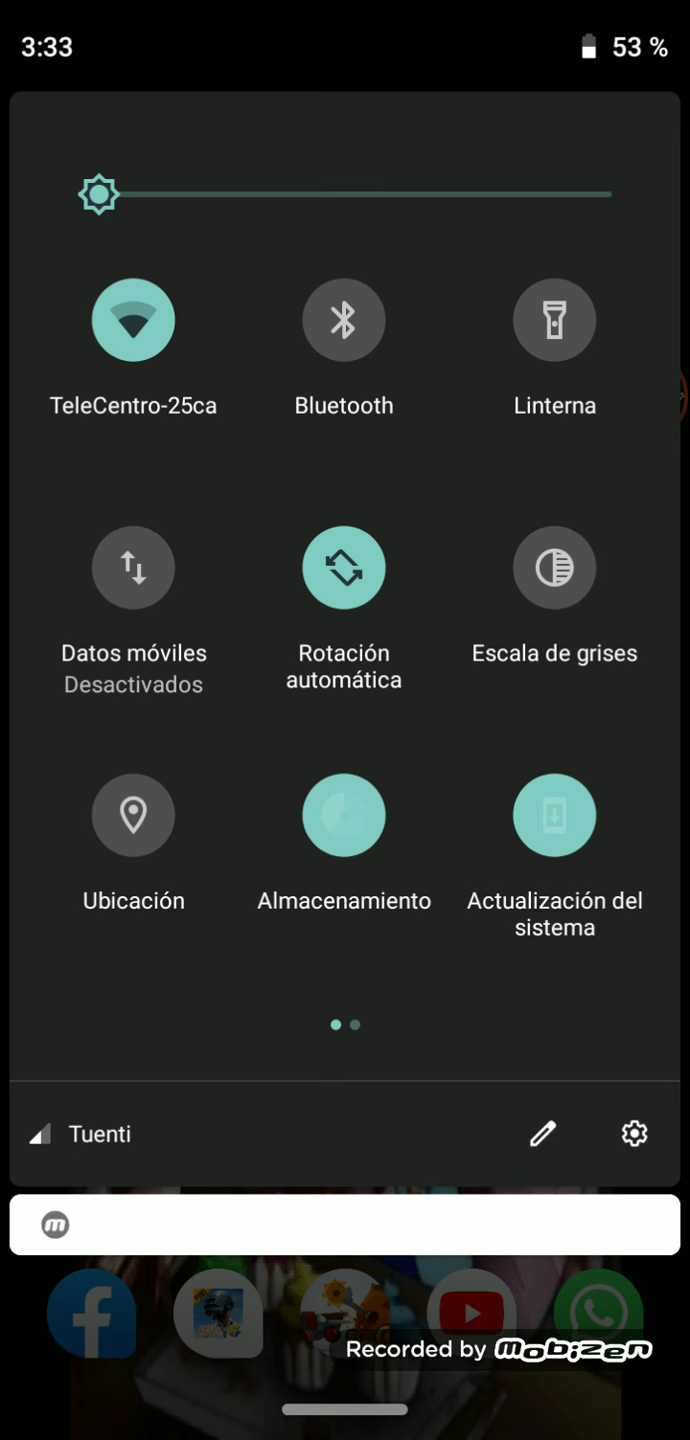 3:33
53 %
TeleCentro-25ca
Bluetooth
Linterna
Datos móviles
Desactivados
Rotación
automática
Escala de grises
Ubicación
Almacenamiento
Actualización del
sistema
Tuenti
m
f
Recorded by mobizen